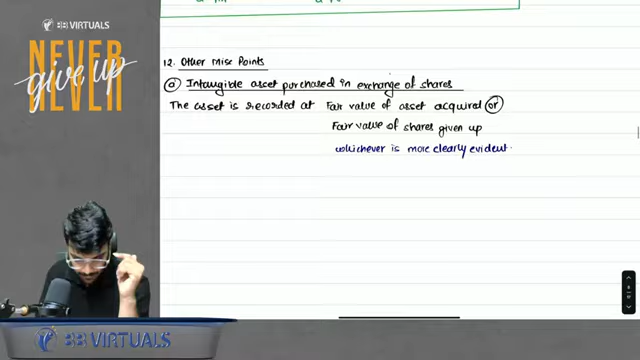 VIRTUALS
NEVER
give up
NEVER
12. Other Misc Points
a Intangible asset purchased in exchange of shares
The asset is recorded at Fair value of asset acquired or
Fair value of shares given up
whichever is more clearly evident.
VIRTUALS